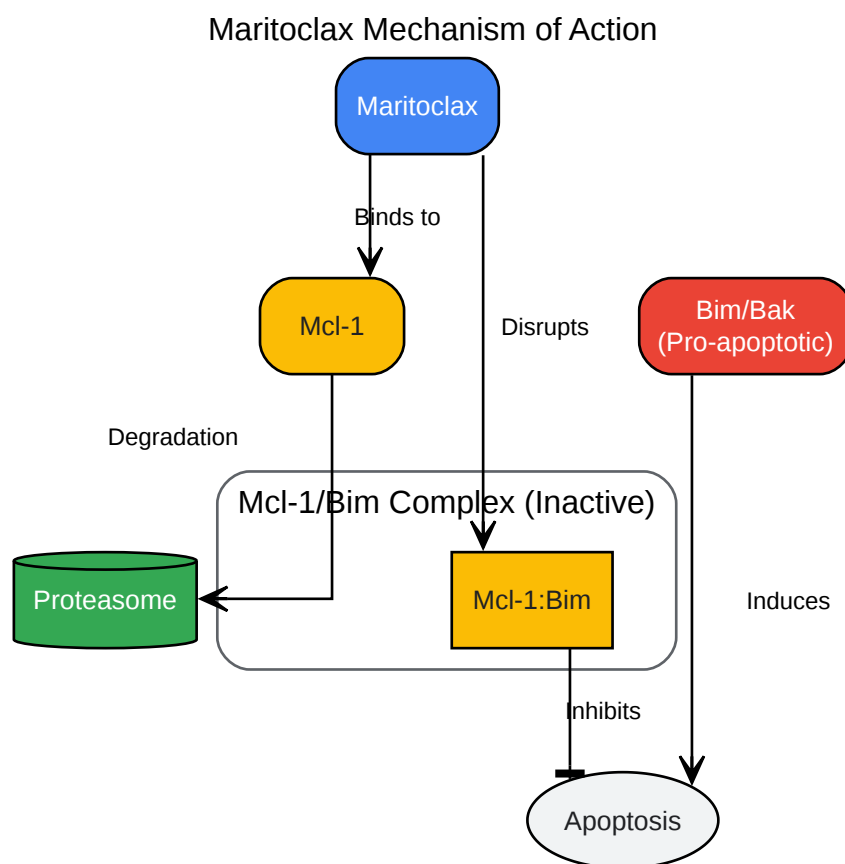 Maritoclax Mechanism of Action
Maritoclax
Binds to
Mcl-1
Disrupts
Bim/Bak
(Pro-apoptotic)
Degradation
Mcl-1/Bim Complex (Inactive)
Proteasome
Mcl-1:Bim
Induces
Inhibits
Apoptosis